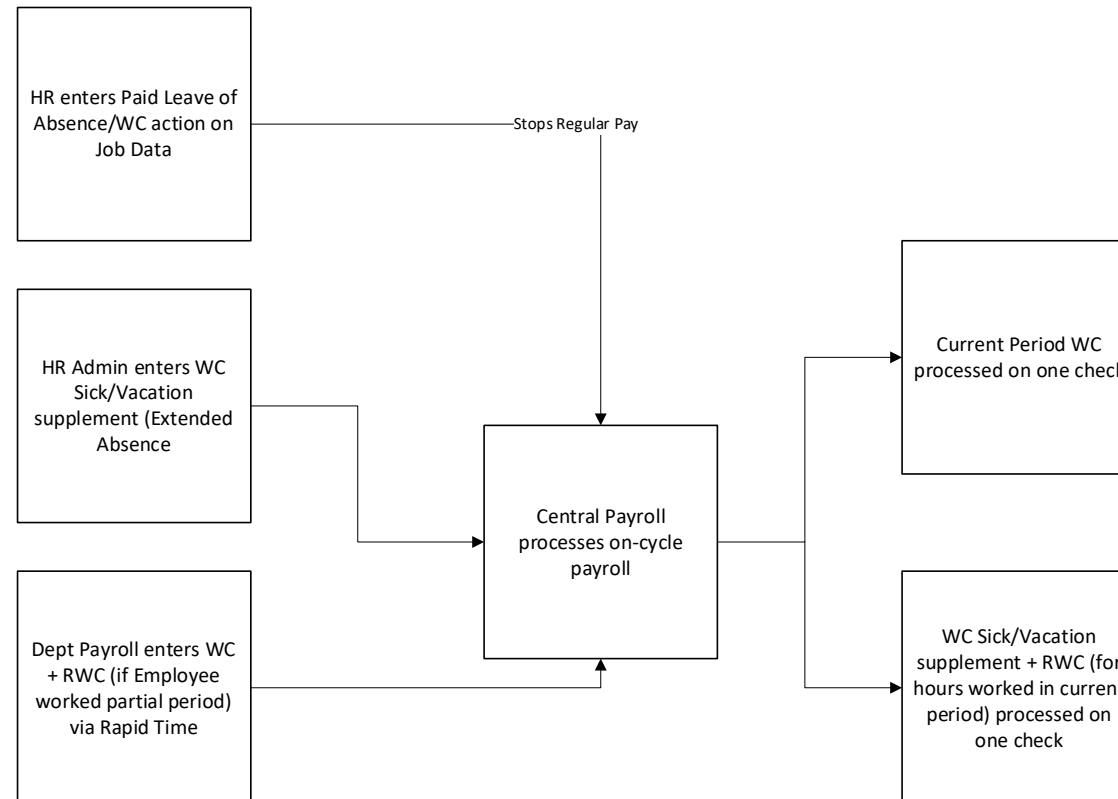 HR enters Paid Leave of
Absence/WC action on
Job Data
Stops Regular Pay
HR Admin enters WC
Sick/Vacation
supplement (Extended
Absence
Dept Payroll enters WC
+ RWC (if Employee
worked partial period)
via Rapid Time
Central Payroll
processes on-cycle
payroll
Current Period WC
processed on one check
WC Sick/Vacation
supplement + RWC (for
hours worked in current
period) processed on
one check